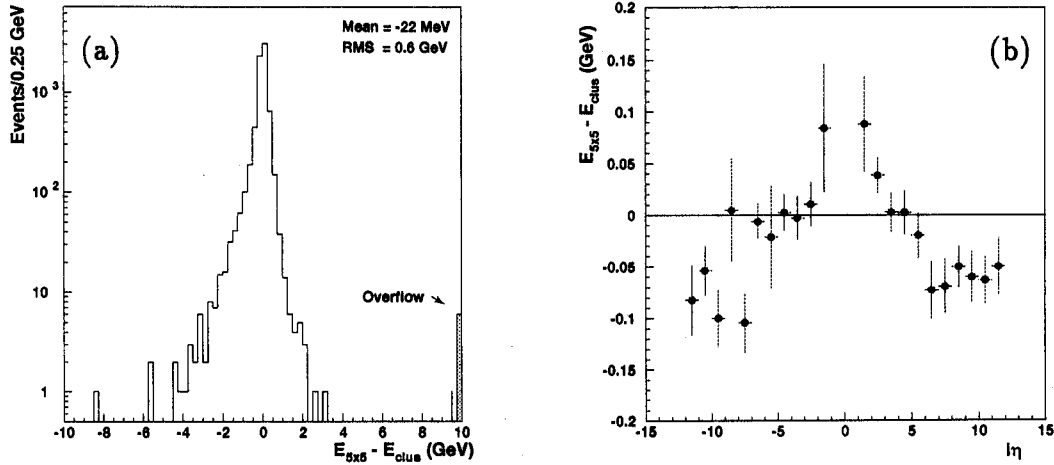 (a)
Mean = -22 MeV
RMS = 0.6 GeV
Events/0.25 GeV
10³
10²
10
1
Overflow
-10 -8 -6 -4 -2 0 2 4 6 8 10
E₅ₓ₅ - E_clus (GeV)
(b)
E₅ₓ₅ - E_clus (GeV)
0.2
0.15
0.1
0.05
0
-0.05
-0.1
-0.15
-0.2
-15 -10 -5 0 5 10 15
Iη